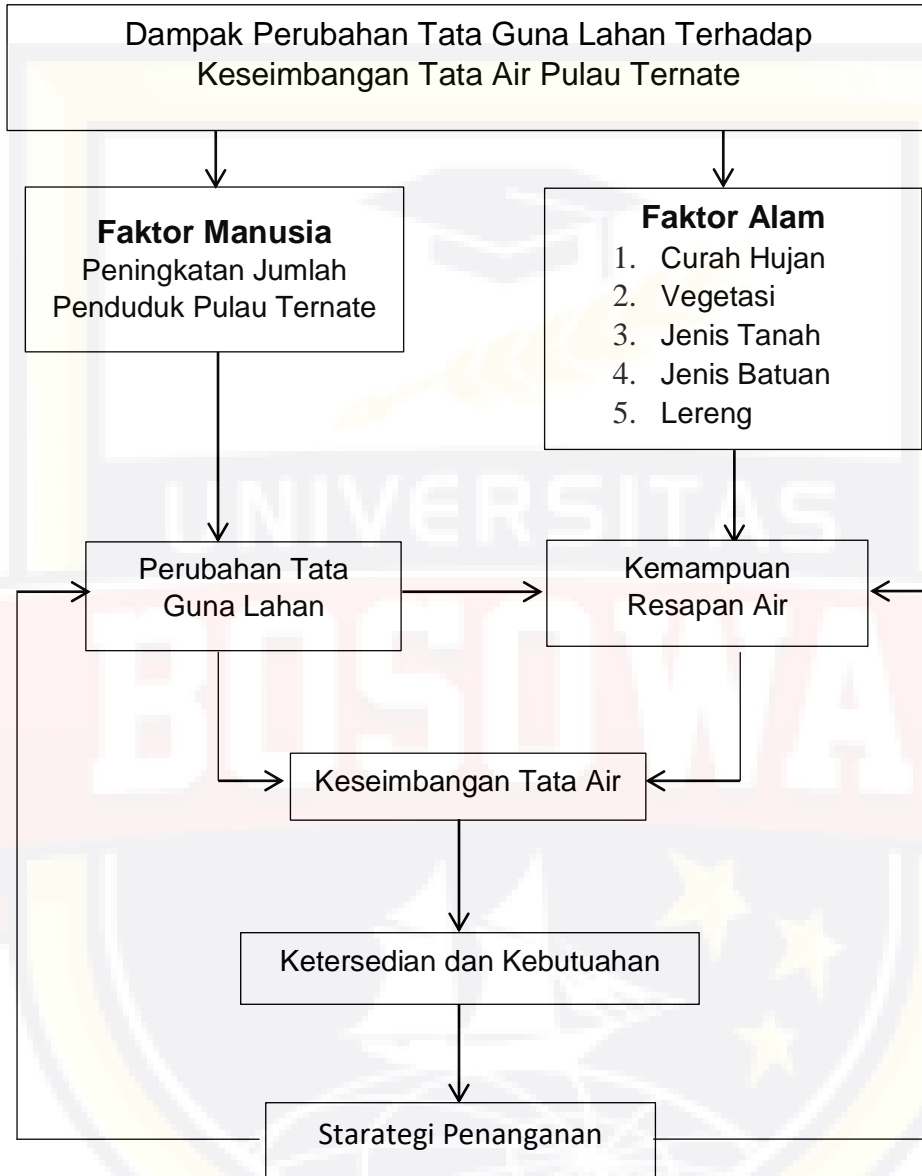 Dampak Perubahan Tata Guna Lahan Terhadap
Keseimbangan Tata Air Pulau Ternate
Faktor Manusia
Peningkatan Jumlah
Penduduk Pulau Ternate
Faktor Alam
1. Curah Hujan
2. Vegetasi
3. Jenis Tanah
4. Jenis Batuan
5. Lereng
UNIVERSITAS
Perubahan Tata
Guna Lahan
Kemampuan
Resapan Air
BOSOWA
Keseimbangan Tata Air
Ketersedian dan Kebutuahan
Starategi Penanganan